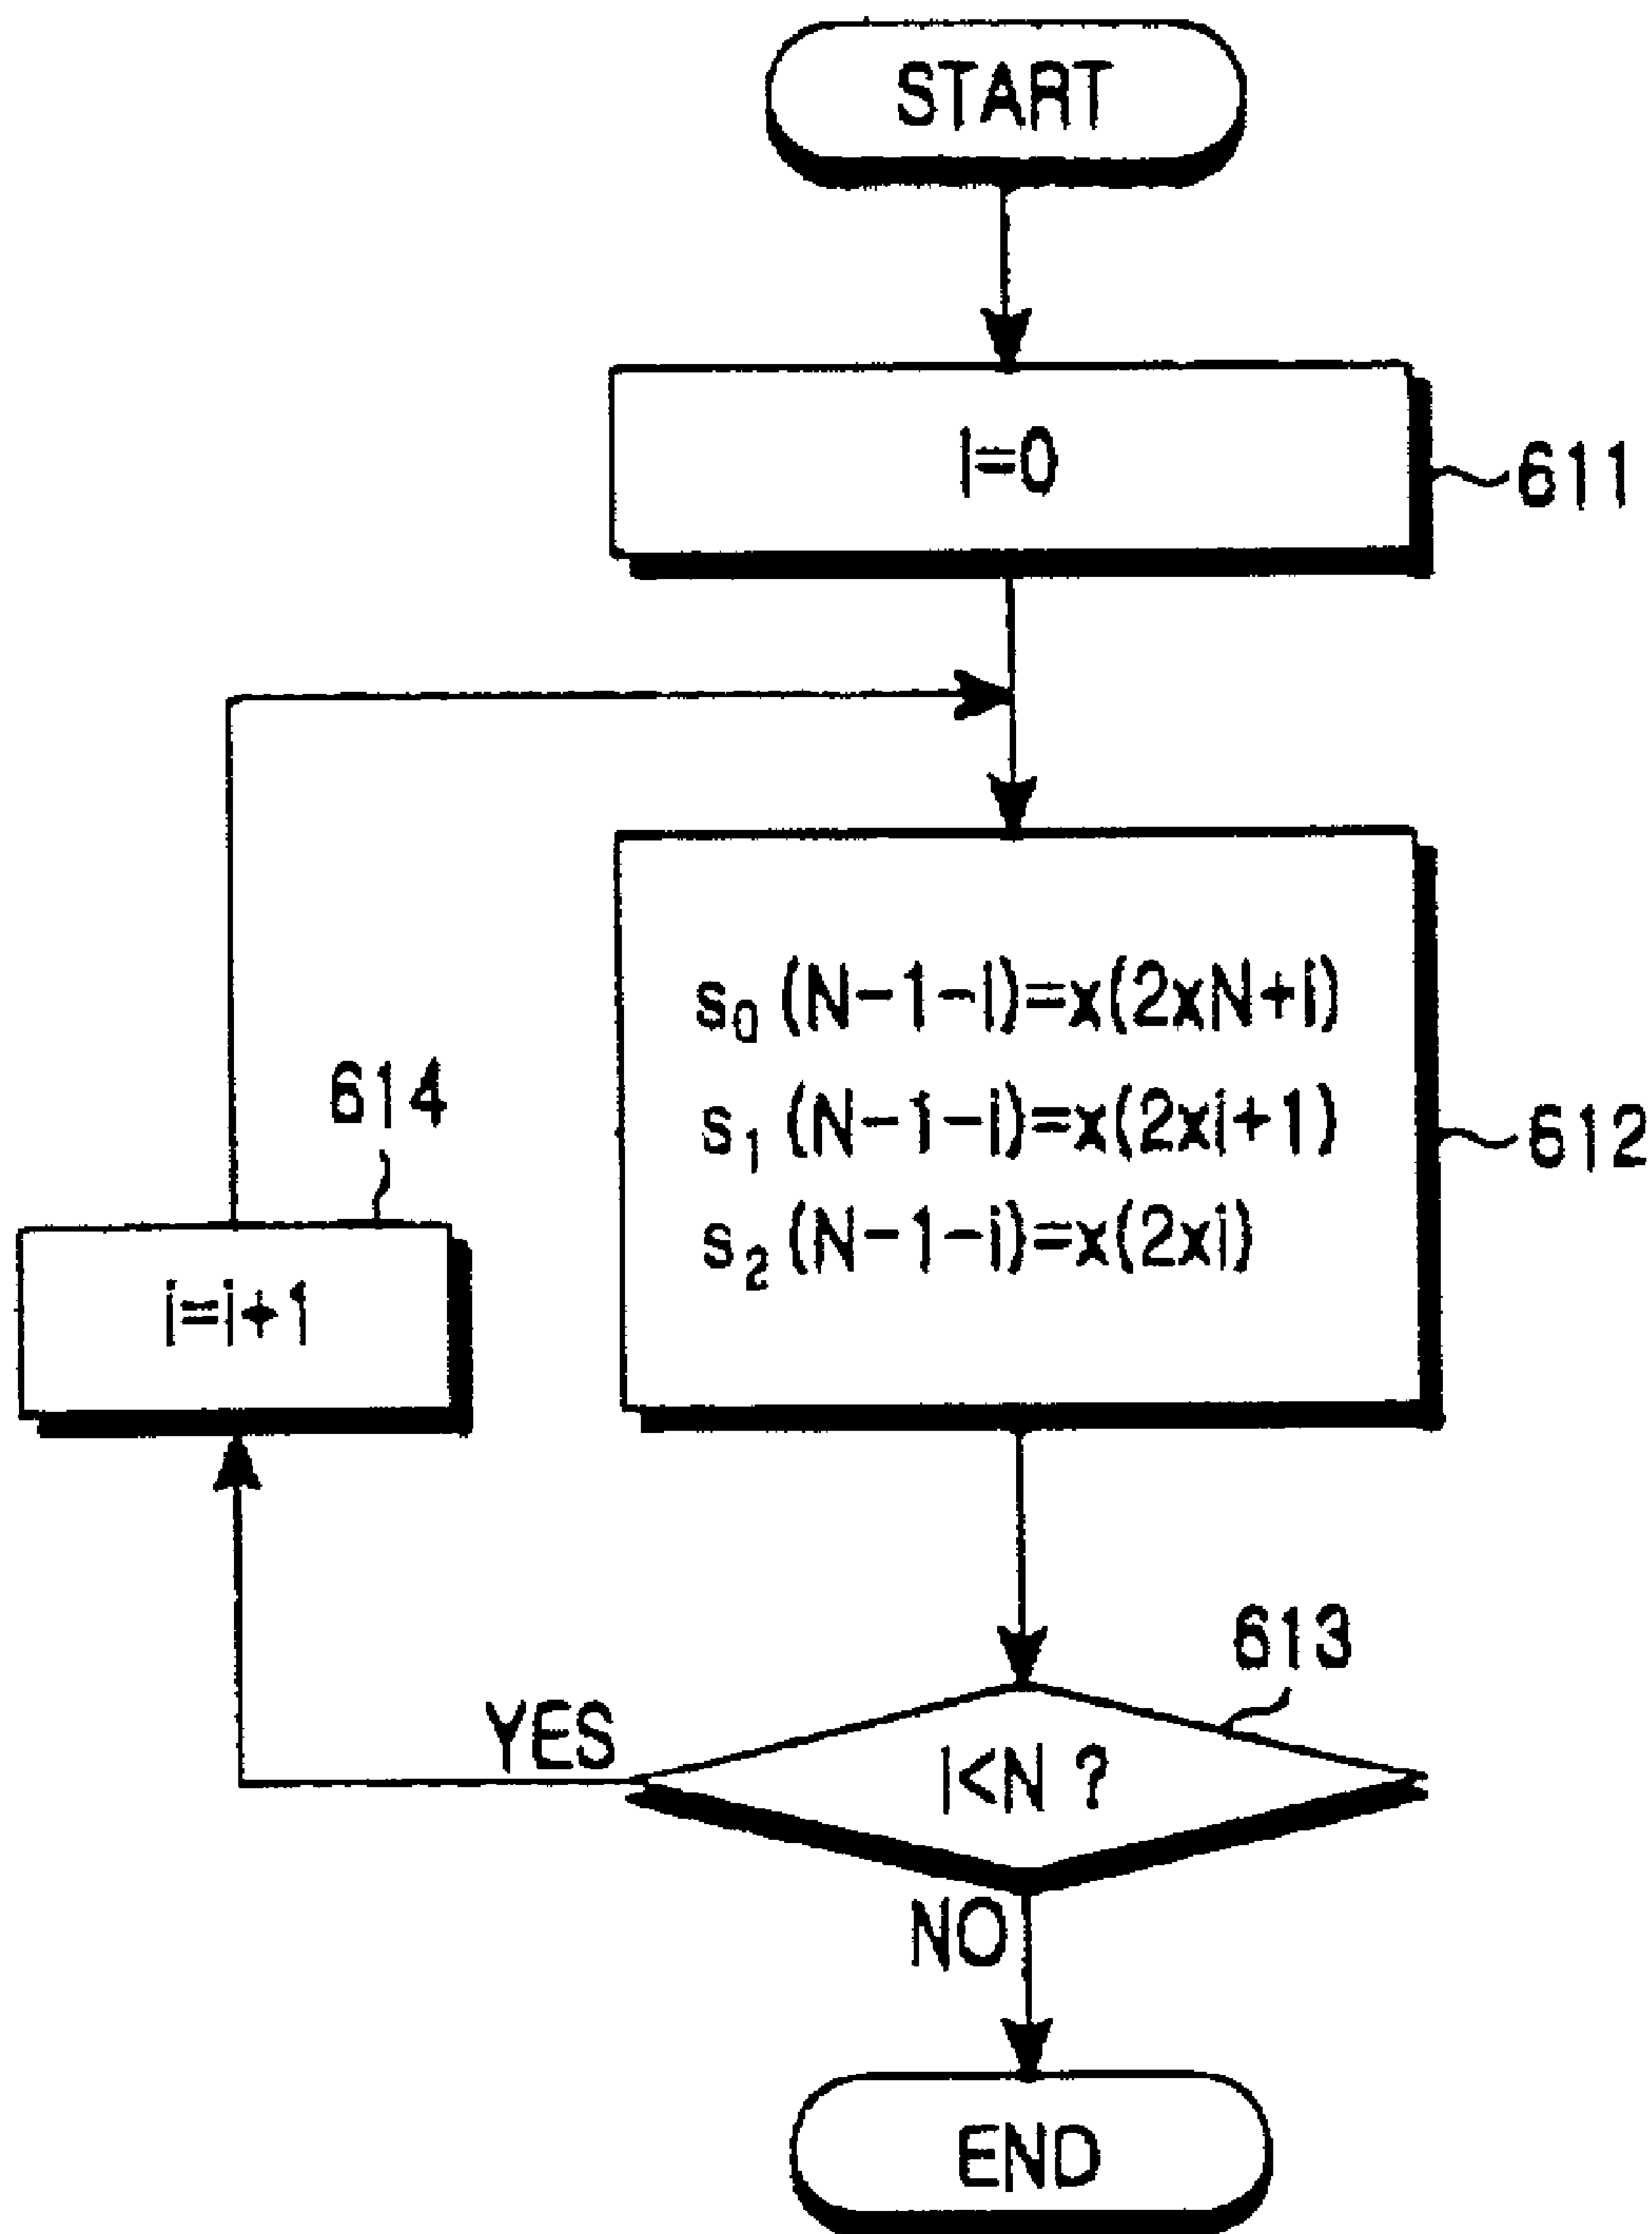 START
i=0
611
s₀(N-1-i)=x(2xN+i)
s₁(N-1-i)=x(2xi+1)
s₂(N-1-i)=x(2xi)
612
614
i=i+1
613
YES
i<N ?
NO
END